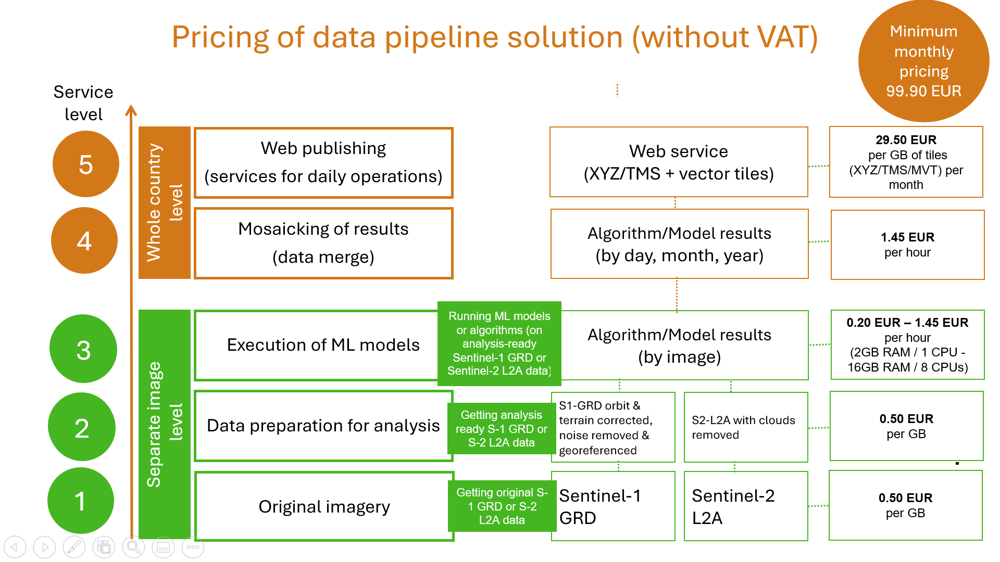 Pricing of data pipeline solution (without VAT)
Minimum
monthly
pricing
99.90 EUR
Service
level
5
Whole country
level
Web publishing
(services for daily operations)
Web service
(XYZ/TMS + vector tiles)
29.50 EUR
per GB of tiles
(XYZ/TMS/MVT) per
month
4
Mosaicking of results
(data merge)
Algorithm/Model results
(by day, month, year)
1.45 EUR
per hour
3
Separate image
level
Execution of ML models
Running ML models
or algorithms (on
analysis-ready
Sentinel-1 GRD or
Sentinel-2 L2A data)
Algorithm/Model results
(by image)
0.20 EUR – 1.45 EUR
per hour
(2GB RAM / 1 CPU -
16GB RAM / 8 CPUs)
2
Data preparation for analysis
Getting analysis
ready S-1 GRD or
S-2 L2A data
S1-GRD orbit &
terrain corrected,
noise removed &
georeferenced
S2-L2A with clouds
removed
0.50 EUR
per GB
1
Original imagery
Getting original S-
1 GRD or S-2
L2A data
Sentinel-1
GRD
Sentinel-2
L2A
0.50 EUR
per GB